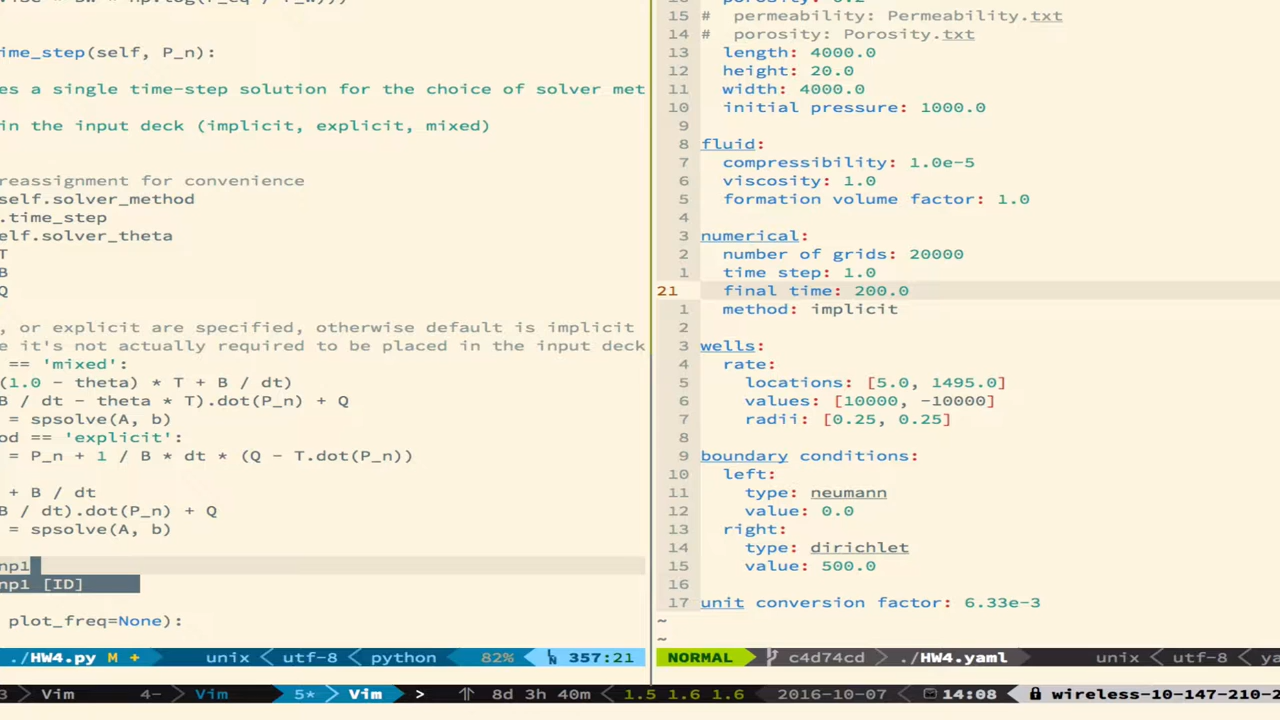 ime_step(self, P_n):
es a single time-step solution for the choice of solver met
in the input deck (implicit, explicit, mixed)
reassignment for convenience
self.solver_method
.time_step
elf.solver_theta
T
B
Q
, or explicit are specified, otherwise default is implicit
e it's not actually required to be placed in the input deck
== 'mixed':
(1.0 - theta) * T + B / dt)
B / dt - theta * T).dot(P_n) + Q
= spsolve(A, b)
od == 'explicit':
= P_n + 1 / B * dt * (Q - T.dot(P_n))
+ B / dt
B / dt).dot(P_n) + Q
= spsolve(A, b)
np1
np1 [ID]
plot_freq=None):
./HW4.py M + unix < utf-8 < python 82% 357:21
15 # permeability: Permeability.txt
14 # porosity: Porosity.txt
13 length: 4000.0
12 height: 20.0
11 width: 4000.0
10 initial pressure: 1000.0
9
8 fluid:
7 compressibility: 1.0e-5
6 viscosity: 1.0
5 formation volume factor: 1.0
4
3 numerical:
2 number of grids: 20000
1 time step: 1.0
21 final time: 200.0
1 method: implicit
2
3 wells:
4 rate:
5 locations: [5.0, 1495.0]
6 values: [10000, -10000]
7 radii: [0.25, 0.25]
8
9 boundary conditions:
10 left:
11 type: neumann
12 value: 0.0
13 right:
14 type: dirichlet
15 value: 500.0
16
17 unit conversion factor: 6.33e-3
~
~
NORMAL c4d74cd > ./HW4.yaml unix < utf-8 < ya
3 > Vim 4- > Vim 5* > Vim > 8d 3h 40m < 1.5 1.6 1.6 < 2016-10-07 < 14:08 wireless-10-147-210-2